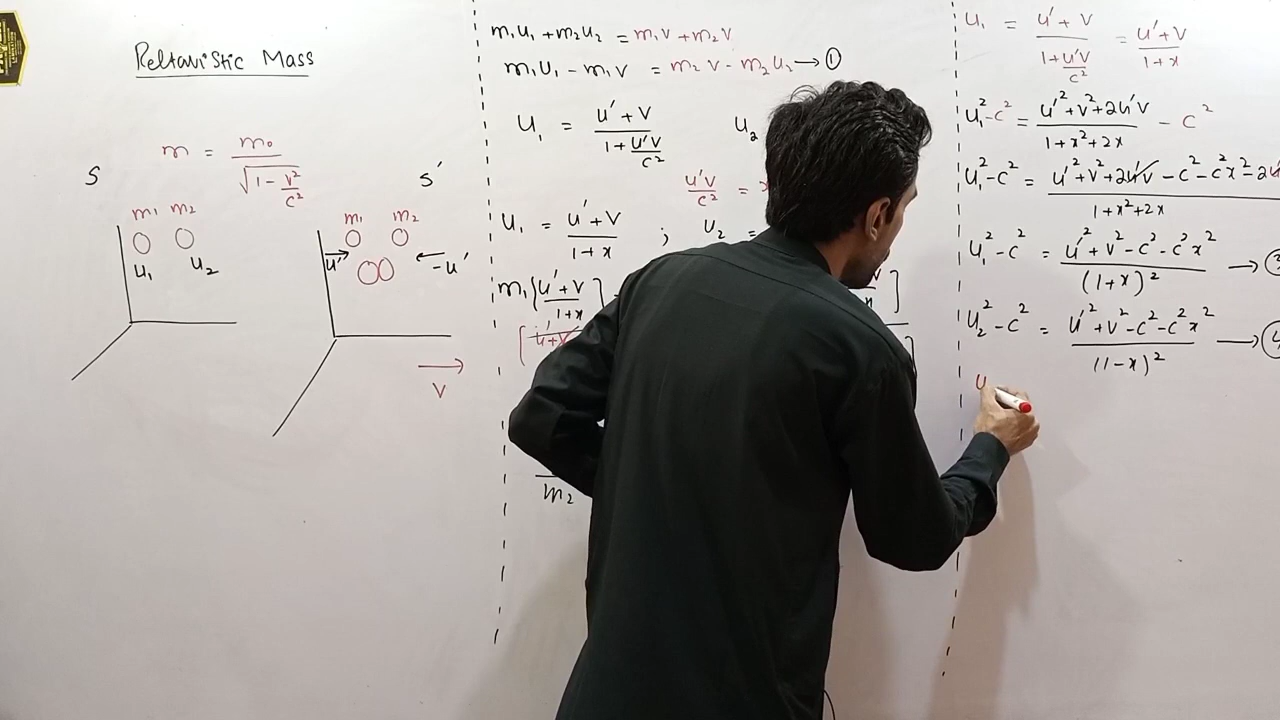 Reltavistic Mass
m = m₀ / √(1 - v²/c²)
S
S'
m₁ m₂
u₁ u₂
m₁ m₂
u' -u'
v
m₁u₁ + m₂u₂ = m₁v + m₂v
m₁u₁ - m₁v = m₂v - m₂u₂ → ①
u₁ = (u' + v) / (1 + u'v/c²)
u₂
u'v/c² =
u₁ = (u' + v) / (1 + x) ; u₂ =
m₁[(u' + v) / (1 + x)]
[u' + v
m₂
u₁ = (u' + v) / (1 + u'v/c²) = (u' + v) / (1 + x)
u₁² - c² = (u'² + v² + 2u'v) / (1 + x² + 2x) - c²
u₁² - c² = (u'² + v² + 2u'v - c² - c²x² - 2u' / (1 + x² + 2x)
u₁² - c² = (u'² + v² - c² - c²x²) / (1 + x)² →
u₂² - c² = (u'² + v² - c² - c²x²) / (1 - x)² →
u